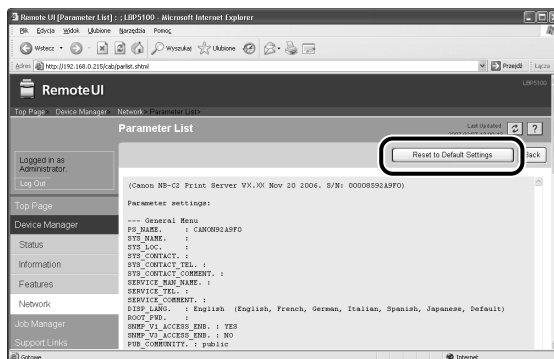 Remote UI [Parameter List] : ; LBP5100 - Microsoft Internet Explorer
Plik Edycja Widok Ulubione Narzędzia Pomoc
Wstecz Wyszukaj Ulubione
Adres http://192.168.0.215/cab/parlist.shtml Przejdź Łącza
Remote UI
LBP5100
Top Page> Device Manager> Network> Parameter List>
Parameter List
Last Updated
Reset to Default Settings
Back
Logged in as
Administrator.
Log Out
Top Page
Device Manager
Status
Information
Features
Network
Job Manager
Support Links
(Canon NB-C2 Print Server VX.XX Nov 20 2006. S/N: 00008592A9F0)
Parameter settings:
--- General Menu
PS_NAME. : CANON92A9F0
SYS_NAME. :
SYS_LOC. :
SYS_CONTACT. :
SYS_CONTACT_TEL. :
SYS_CONTACT_COMMENT. :
SERVICE_MAN_NAME. :
SERVICE_TEL. :
SERVICE_COMMENT. :
DISP_LANG. : English (English, French, German, Italian, Spanish, Japanese, Default)
ROOT_PWD. :
SNMP_V1_ACCESS_ENB. : YES
SNMP_V3_ACCESS_ENB. : NO
PUB_COMMUNITY. : public
Gotowe
Internet